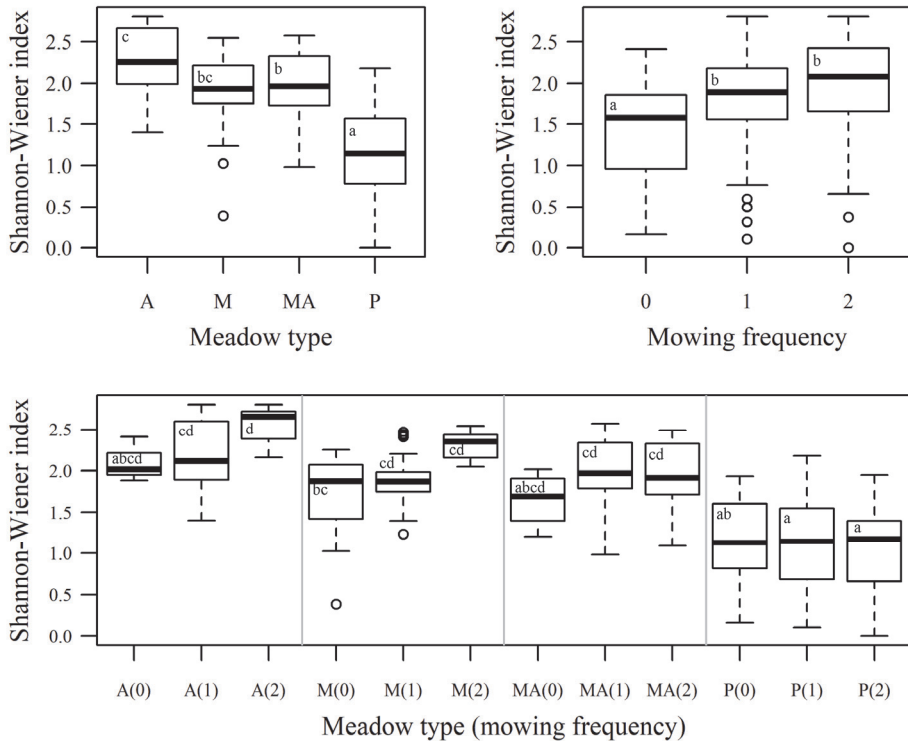 Shannon-Wiener index
2.5
2.0
1.5
1.0
0.5
0.0
c
bc
b
a
A M MA P
Meadow type
Shannon-Wiener index
2.5
2.0
1.5
1.0
0.5
0.0
a
b
b
0 1 2
Mowing frequency
Shannon-Wiener index
2.5
2.0
1.5
1.0
0.5
0.0
abcd
cd
d
bc
cd
cd
abcd
cd
cd
ab
a
a
A(0) A(1) A(2) M(0) M(1) M(2) MA(0) MA(1) MA(2) P(0) P(1) P(2)
Meadow type (mowing frequency)